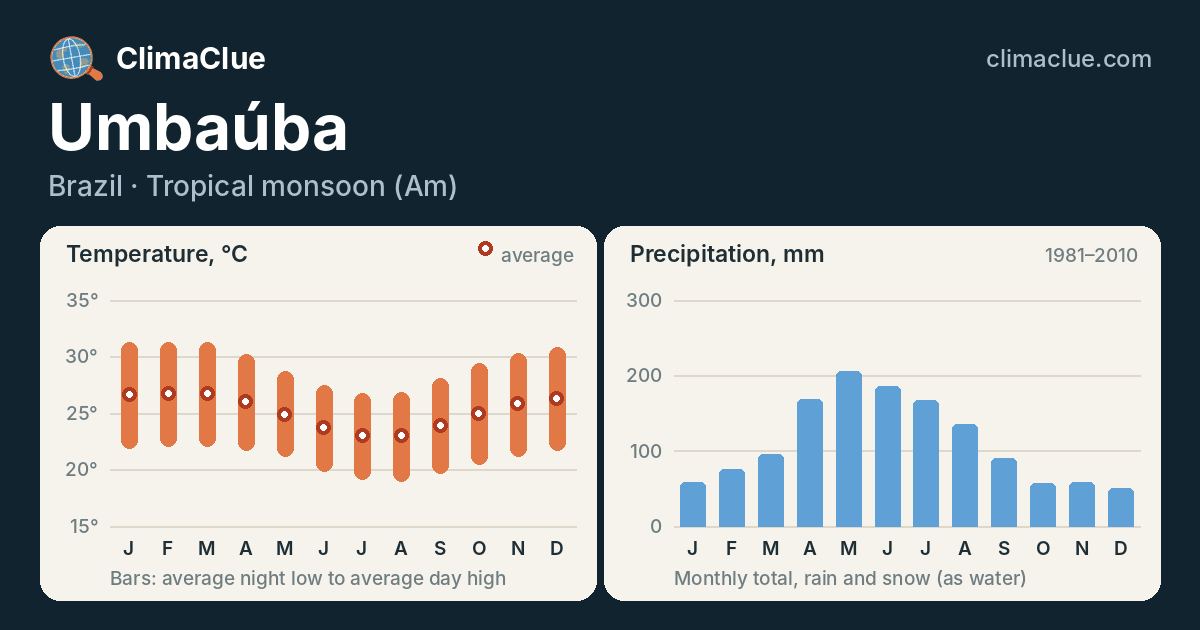 ClimaClue
climaclue.com
Umbaúba
Brazil · Tropical monsoon (Am)
Temperature, °C
average
35°
30°
25°
20°
15°
J F M A M J J A S O N D
Bars: average night low to average day high
Precipitation, mm
1981–2010
300
200
100
0
J F M A M J J A S O N D
Monthly total, rain and snow (as water)